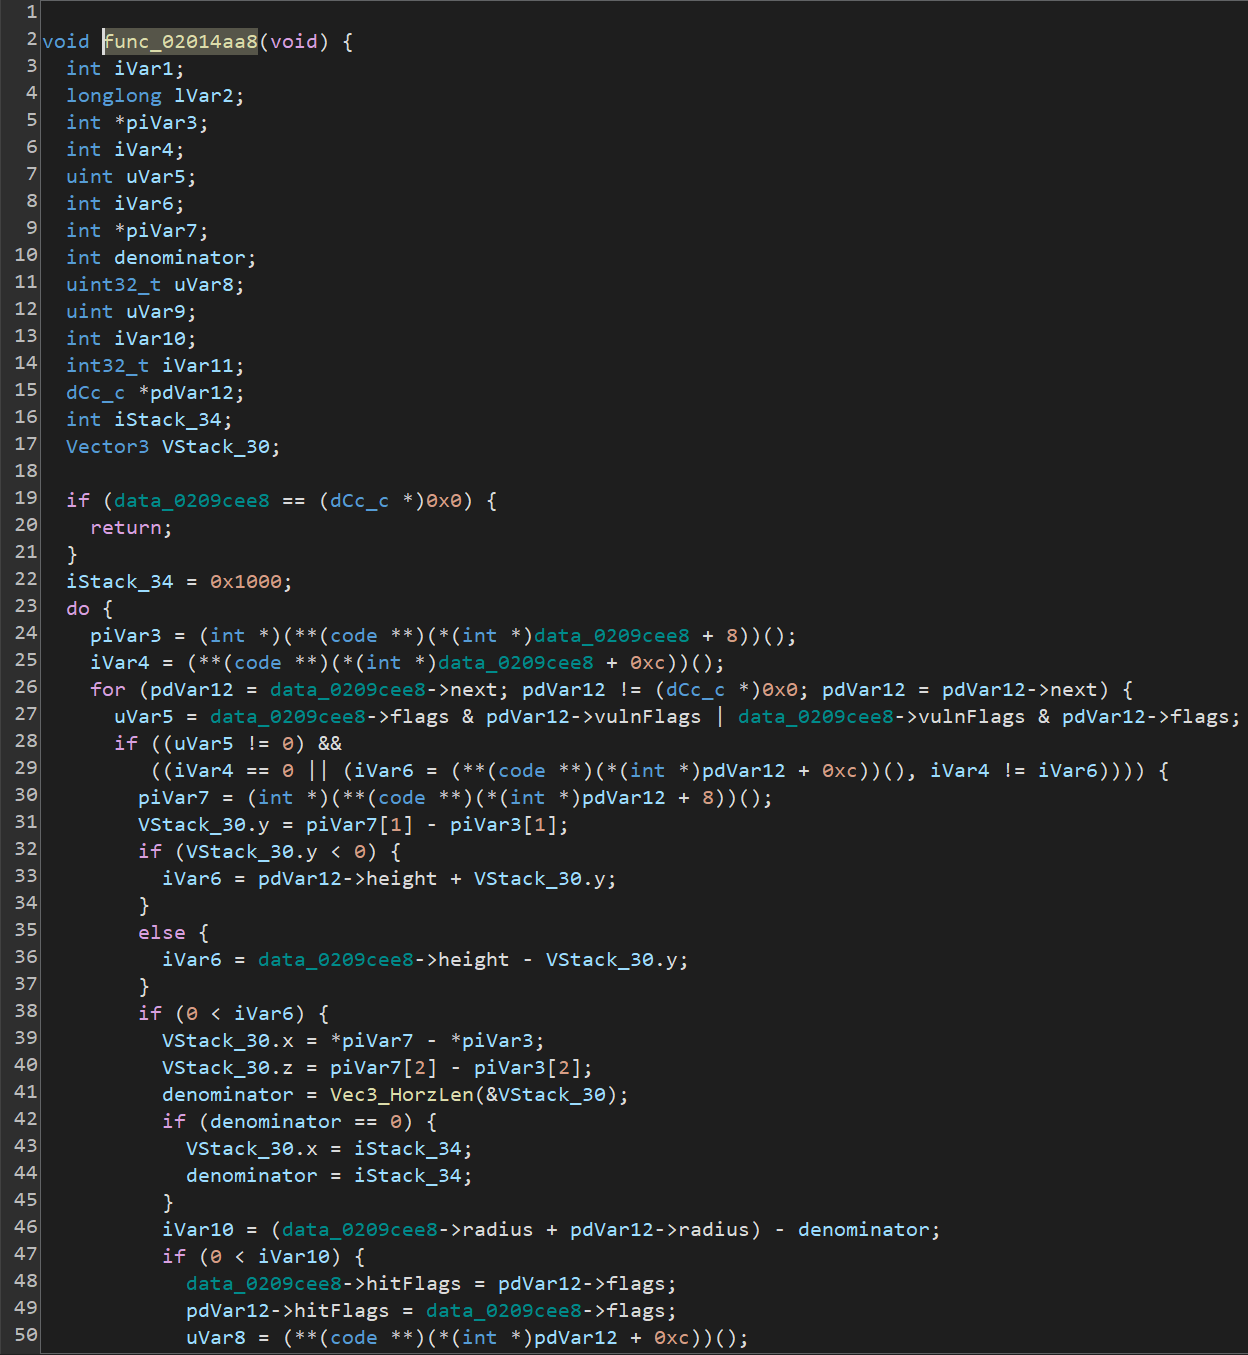 1
2 void func_02014aa8(void) {
3   int iVar1;
4   longlong lVar2;
5   int *piVar3;
6   int iVar4;
7   uint uVar5;
8   int iVar6;
9   int *piVar7;
10   int denominator;
11   uint32_t uVar8;
12   uint uVar9;
13   int iVar10;
14   int32_t iVar11;
15   dCc_c *pdVar12;
16   int iStack_34;
17   Vector3 VStack_30;
18
19   if (data_0209cee8 == (dCc_c *)0x0) {
20     return;
21   }
22   iStack_34 = 0x1000;
23   do {
24     piVar3 = (int *)(**(code **)(*(int *)data_0209cee8 + 8))();
25     iVar4 = (**(code **)(*(int *)data_0209cee8 + 0xc))();
26     for (pdVar12 = data_0209cee8->next; pdVar12 != (dCc_c *)0x0; pdVar12 = pdVar12->next) {
27       uVar5 = data_0209cee8->flags & pdVar12->vulnFlags | data_0209cee8->vulnFlags & pdVar12->flags;
28       if ((uVar5 != 0) &&
29          ((iVar4 == 0 || (iVar6 = (**(code **)(*(int *)pdVar12 + 0xc))(), iVar4 != iVar6)))) {
30         piVar7 = (int *)(**(code **)(*(int *)pdVar12 + 8))();
31         VStack_30.y = piVar7[1] - piVar3[1];
32         if (VStack_30.y < 0) {
33           iVar6 = pdVar12->height + VStack_30.y;
34         }
35         else {
36           iVar6 = data_0209cee8->height - VStack_30.y;
37         }
38         if (0 < iVar6) {
39           VStack_30.x = *piVar7 - *piVar3;
40           VStack_30.z = piVar7[2] - piVar3[2];
41           denominator = Vec3_HorzLen(&VStack_30);
42           if (denominator == 0) {
43             VStack_30.x = iStack_34;
44             denominator = iStack_34;
45           }
46           iVar10 = (data_0209cee8->radius + pdVar12->radius) - denominator;
47           if (0 < iVar10) {
48             data_0209cee8->hitFlags = pdVar12->flags;
49             pdVar12->hitFlags = data_0209cee8->flags;
50             uVar8 = (**(code **)(*(int *)pdVar12 + 0xc))();